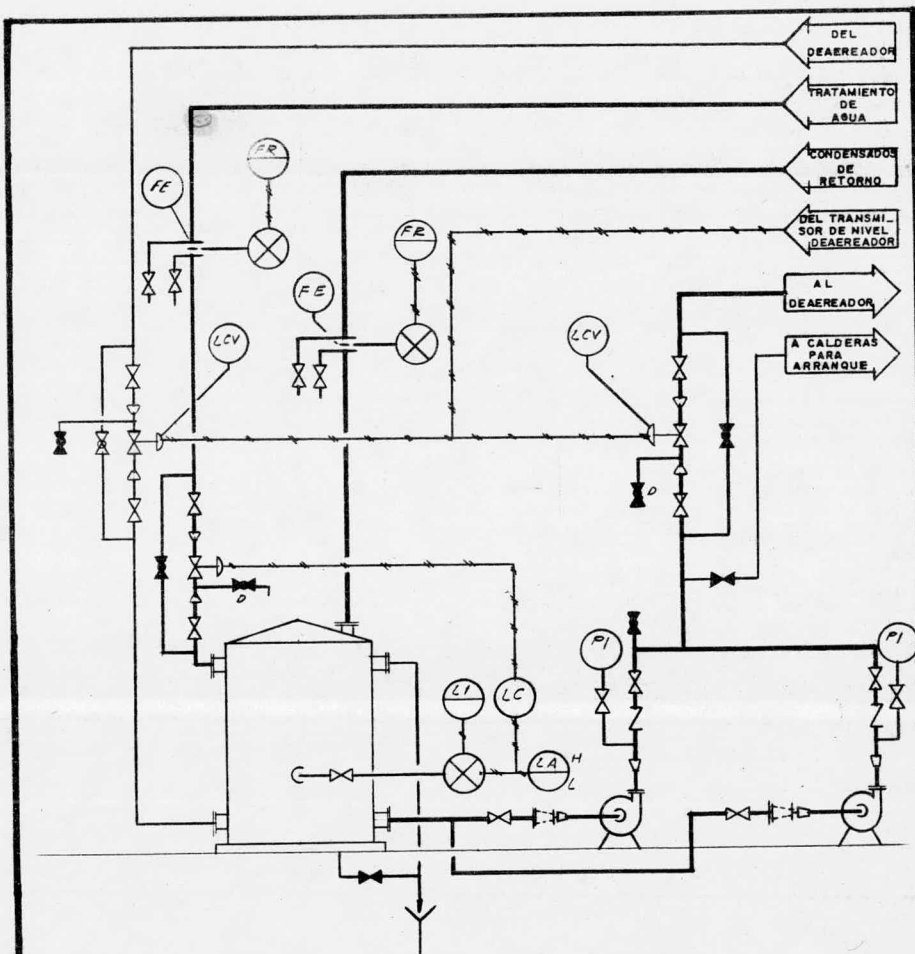 DEL
DEAEREADOR
TRATAMIENTO
DE
AGUA
CONDENSADOS
DE
RETORNO
DEL TRANSMI_
SOR DE NIVEL
DEAEREADOR
AL
DEAEREADOR
A CALDERAS
PARA
ARRANQUE
FR
FE
FR
FE
LCV
LCV
D
D
PI
PI
LI
LC
LA
H
L